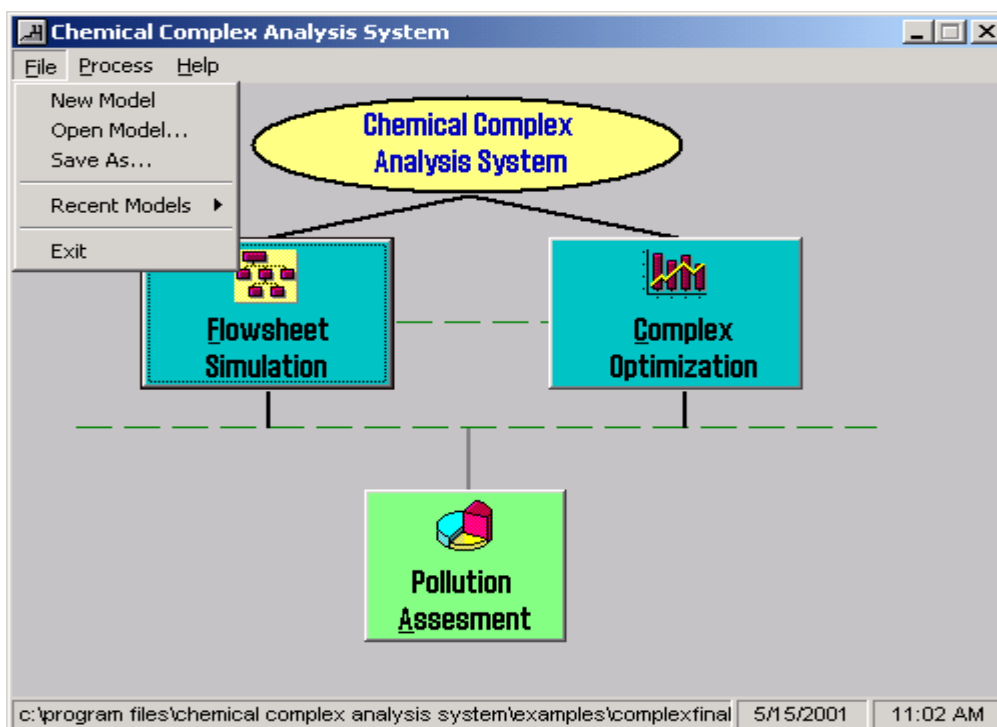 Chemical Complex Analysis System
File Process Help
New Model
Open Model...
Save As...
Recent Models
Exit
Chemical Complex
Analysis System
Flowsheet
Simulation
Complex
Optimization
Pollution
Assesment
c:\program files\chemical complex analysis system\examples\complexfinal 5/15/2001 11:02 AM